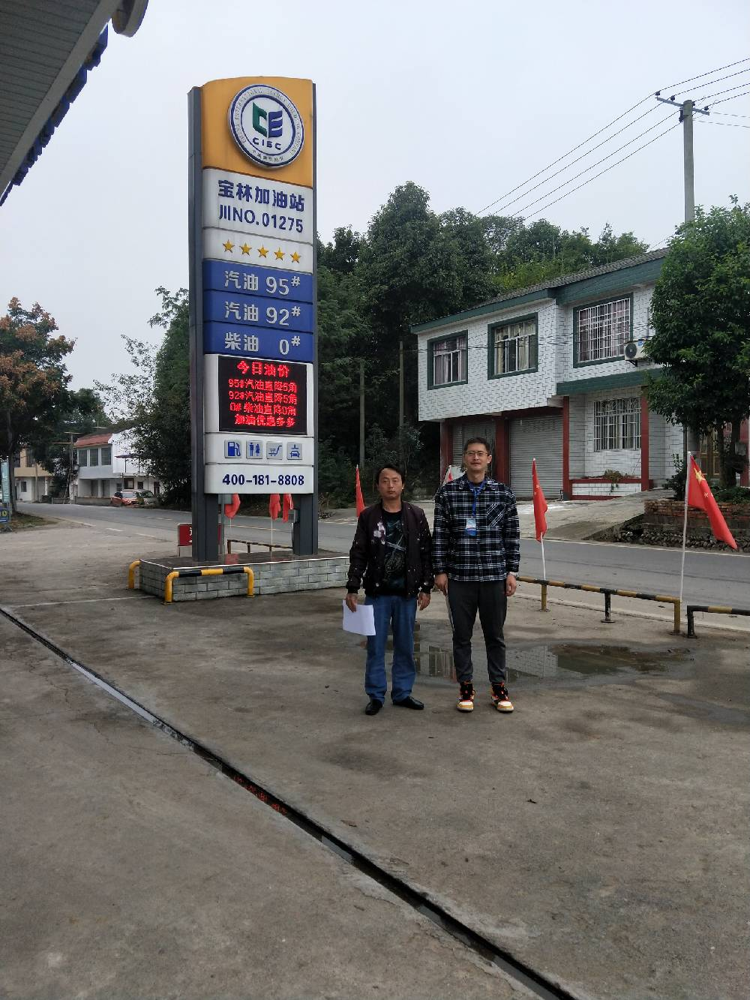 CIEC
宝林加油站
川NO.01275
汽油 95#
汽油 92#
柴油 0#
今日油价
95#汽油直降5角
92#汽油直降5角
0#柴油直降0角
加油优惠多多
400-181-8808